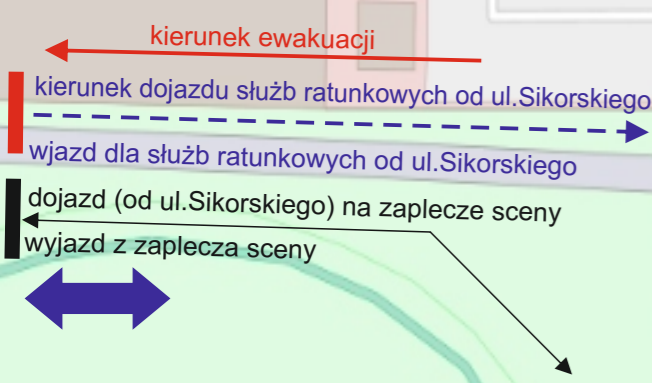 kierunek ewakuacji
kierunek dojazdu służb ratunkowych od ul.Sikorskiego
wjazd dla służb ratunkowych od ul.Sikorskiego
dojazd (od ul.Sikorskiego) na zaplecze sceny
wyjazd z zaplecza sceny